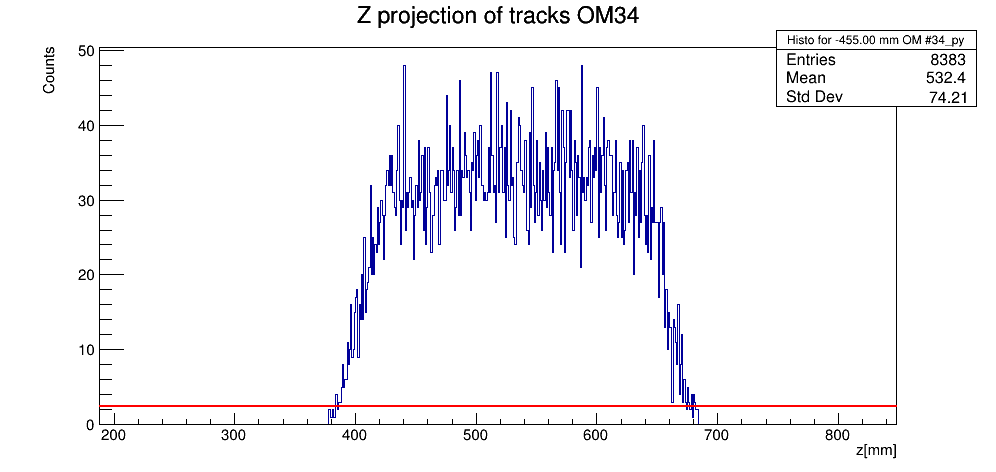 Z projection of tracks OM34
Histo for -455.00 mm OM #34_py
Entries 8383
Mean 532.4
Std Dev 74.21
Counts
50
40
30
20
10
0
200 300 400 500 600 700 800
z[mm]